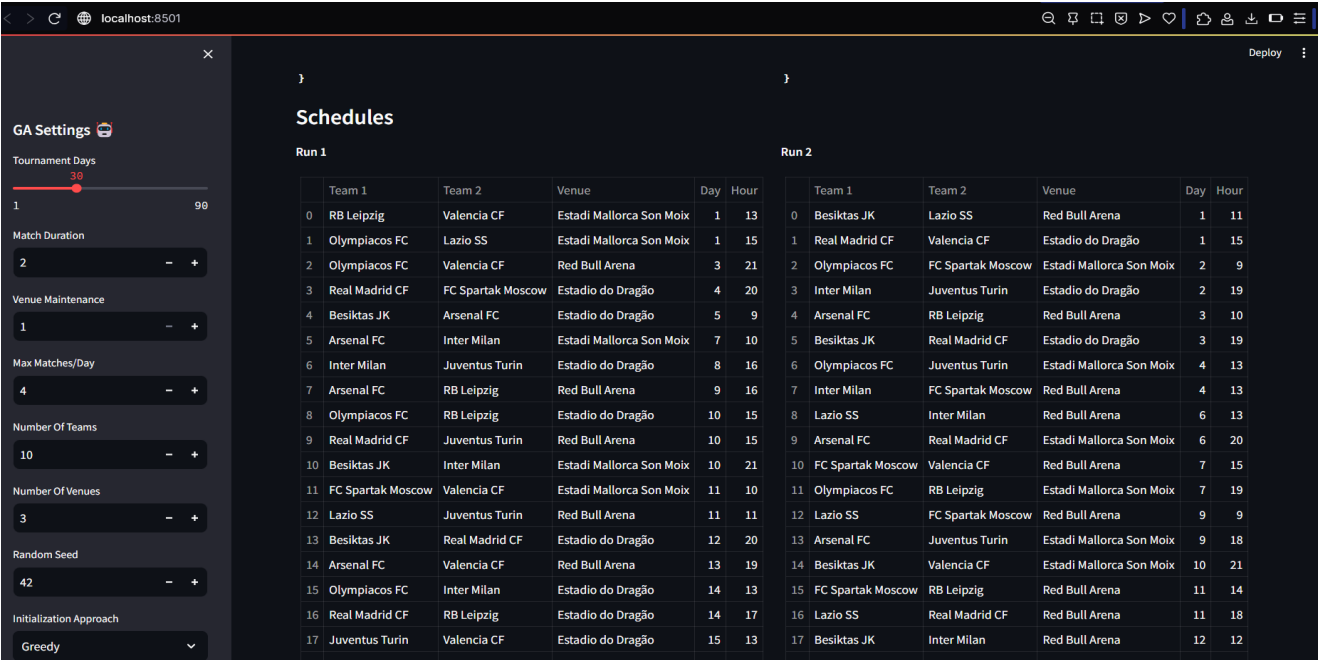 localhost:8501
Deploy
GA Settings
Tournament Days
30
1 90
Match Duration
2 - +
Venue Maintenance
1 - +
Max Matches/Day
4 - +
Number Of Teams
10 - +
Number Of Venues
3 - +
Random Seed
42 - +
Initialization Approach
Greedy
} }
Schedules
Run 1
Team 1 Team 2 Venue Day Hour
0 RB Leipzig Valencia CF Estadi Mallorca Son Moix 1 13
1 Olympiacos FC Lazio SS Estadi Mallorca Son Moix 1 15
2 Olympiacos FC Valencia CF Red Bull Arena 3 21
3 Real Madrid CF FC Spartak Moscow Estadio do Dragão 4 20
4 Besiktas JK Arsenal FC Estadio do Dragão 5 9
5 Arsenal FC Inter Milan Estadi Mallorca Son Moix 7 10
6 Inter Milan Juventus Turin Estadio do Dragão 8 16
7 Arsenal FC RB Leipzig Red Bull Arena 9 16
8 Olympiacos FC RB Leipzig Estadio do Dragão 10 15
9 Real Madrid CF Juventus Turin Red Bull Arena 10 15
10 Besiktas JK Inter Milan Estadi Mallorca Son Moix 10 21
11 FC Spartak Moscow Valencia CF Estadi Mallorca Son Moix 11 10
12 Lazio SS Juventus Turin Red Bull Arena 11 11
13 Besiktas JK Real Madrid CF Estadio do Dragão 12 20
14 Arsenal FC Valencia CF Red Bull Arena 13 19
15 Olympiacos FC Inter Milan Estadio do Dragão 14 13
16 Real Madrid CF RB Leipzig Estadio do Dragão 14 17
17 Juventus Turin Valencia CF Estadio do Dragão 15 13
Run 2
Team 1 Team 2 Venue Day Hour
0 Besiktas JK Lazio SS Red Bull Arena 1 11
1 Real Madrid CF Valencia CF Estadio do Dragão 1 15
2 Olympiacos FC FC Spartak Moscow Estadi Mallorca Son Moix 2 9
3 Inter Milan Juventus Turin Estadio do Dragão 2 19
4 Arsenal FC RB Leipzig Red Bull Arena 3 10
5 Besiktas JK Real Madrid CF Estadio do Dragão 3 19
6 Olympiacos FC Juventus Turin Estadi Mallorca Son Moix 4 13
7 Inter Milan FC Spartak Moscow Red Bull Arena 4 13
8 Lazio SS Inter Milan Red Bull Arena 6 13
9 Arsenal FC Real Madrid CF Estadi Mallorca Son Moix 6 20
10 FC Spartak Moscow Valencia CF Red Bull Arena 7 15
11 Olympiacos FC RB Leipzig Estadi Mallorca Son Moix 7 19
12 Lazio SS FC Spartak Moscow Red Bull Arena 9 9
13 Arsenal FC Juventus Turin Estadi Mallorca Son Moix 9 18
14 Besiktas JK Valencia CF Estadi Mallorca Son Moix 10 21
15 FC Spartak Moscow RB Leipzig Red Bull Arena 11 14
16 Lazio SS Real Madrid CF Red Bull Arena 11 18
17 Besiktas JK Inter Milan Red Bull Arena 12 12